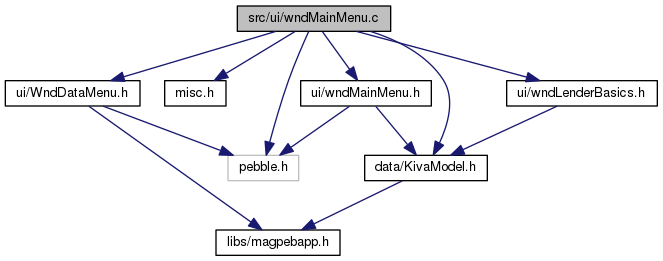 src/ui/wndMainMenu.c
ui/WndDataMenu.h
misc.h
ui/wndMainMenu.h
ui/wndLenderBasics.h
pebble.h
data/KivaModel.h
libs/magpebapp.h